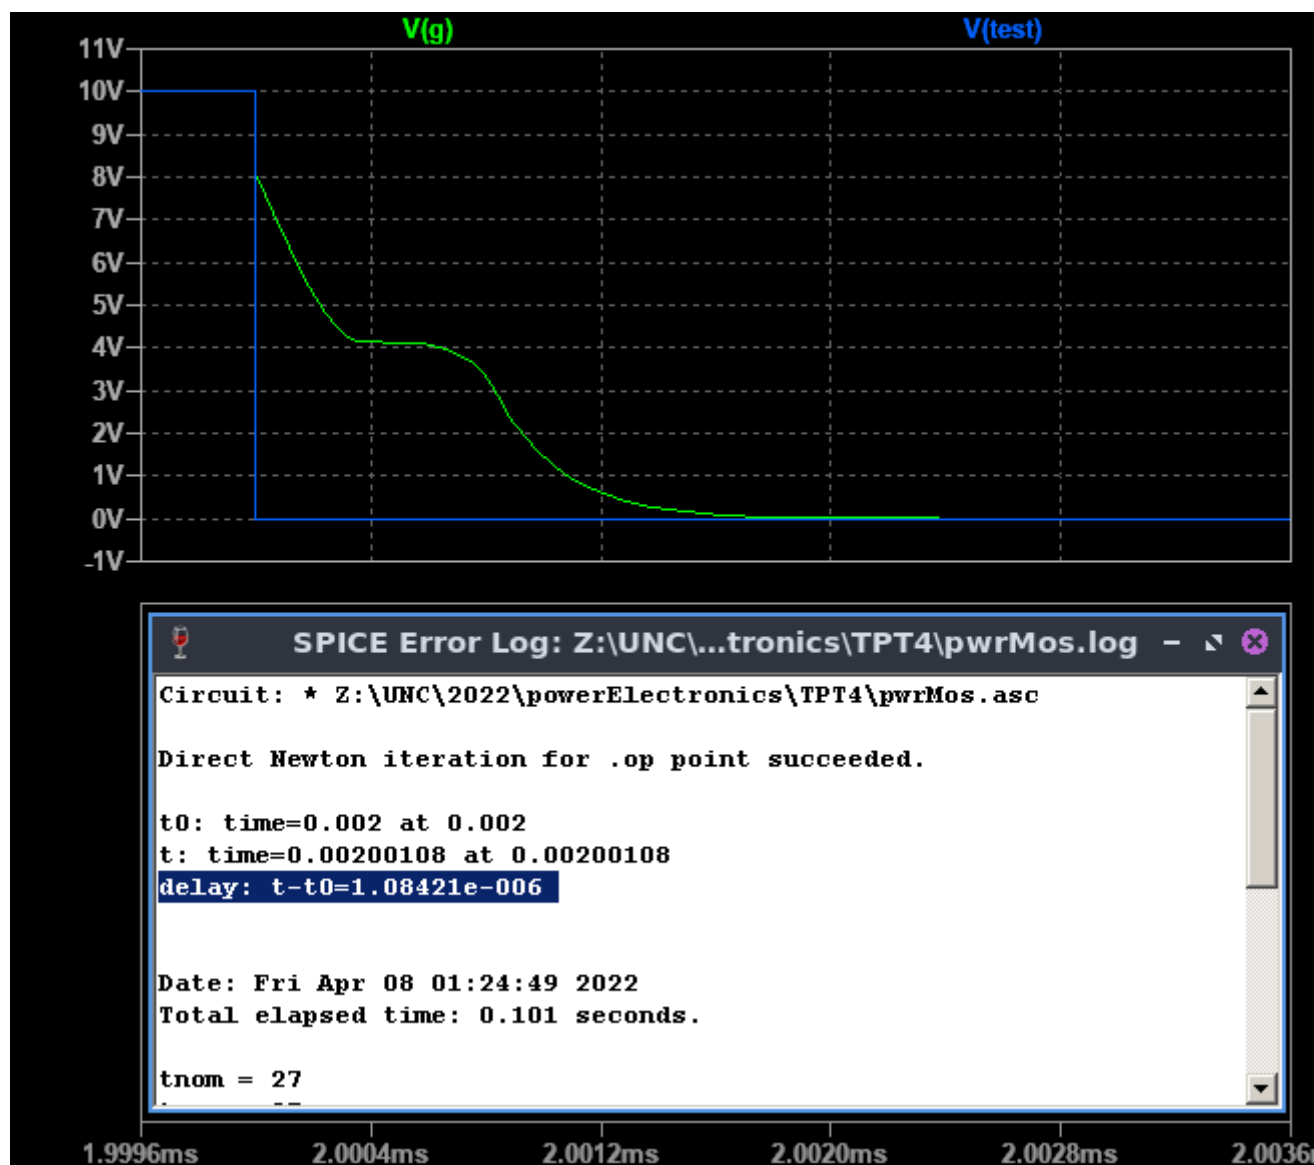 V(g) V(test)
11V
10V
9V
8V
7V
6V
5V
4V
3V
2V
1V
0V
-1V
SPICE Error Log: Z:\UNC\...tronics\TPT4\pwrMos.log
Circuit: * Z:\UNC\2022\powerElectronics\TPT4\pwrMos.asc
Direct Newton iteration for .op point succeeded.
t0: time=0.002 at 0.002
t: time=0.00200108 at 0.00200108
delay: t-t0=1.08421e-006
Date: Fri Apr 08 01:24:49 2022
Total elapsed time: 0.101 seconds.
tnom = 27
1.9996ms 2.0004ms 2.0012ms 2.0020ms 2.0028ms 2.0036